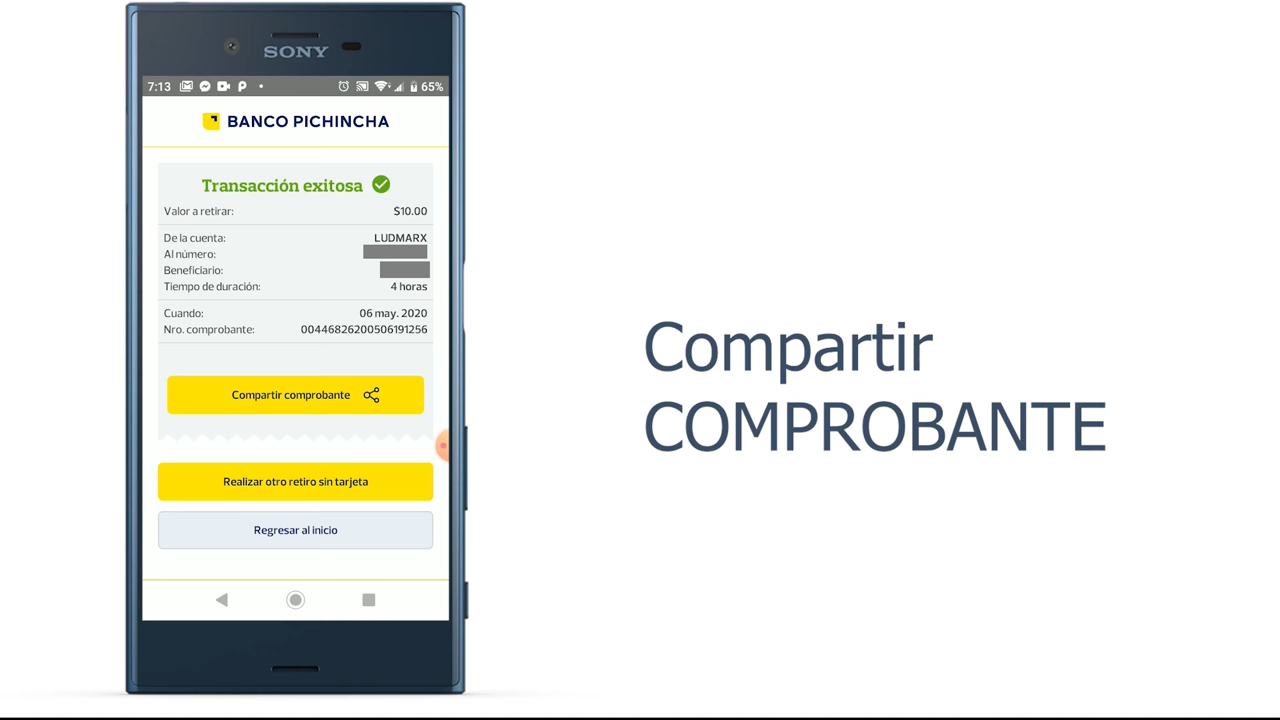 SONY
7:13 65%
BANCO PICHINCHA
Transacción exitosa
Valor a retirar: $10.00
De la cuenta: LUDMARX
Al número:
Beneficiario:
Tiempo de duración: 4 horas
Cuando: 06 may. 2020
Nro. comprobante: 00446826200506191256
Compartir comprobante
Realizar otro retiro sin tarjeta
Regresar al inicio
Compartir
COMPROBANTE